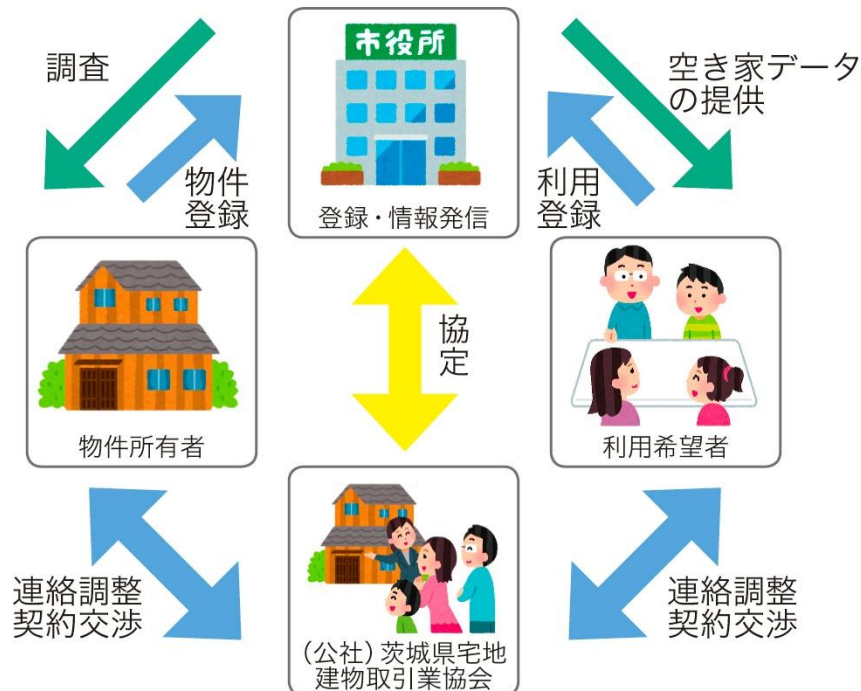 市役所
登録・情報発信
調査
物件
登録
空き家データ
の提供
利用
登録
物件所有者
協
定
利用希望者
連絡調整
契約交渉
(公社)茨城県宅地
建物取引業協会
連絡調整
契約交渉